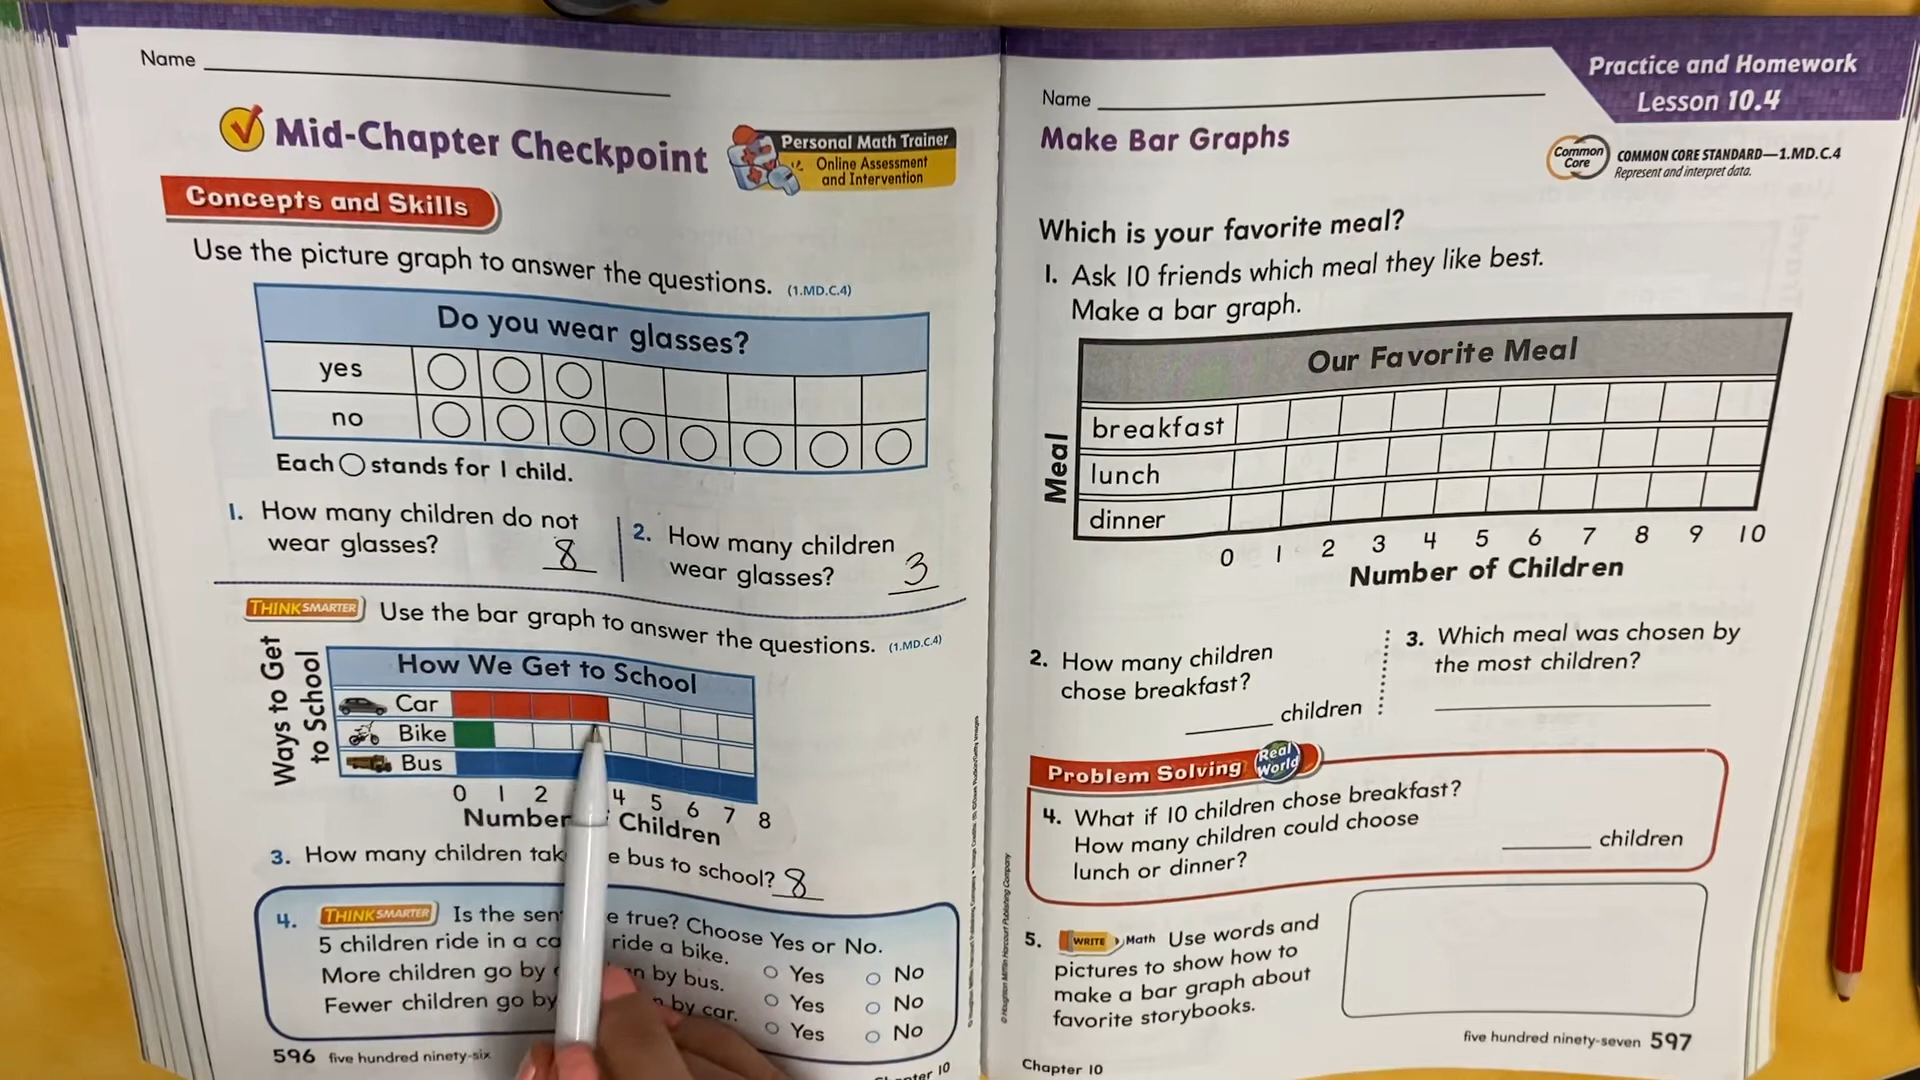 Name
Mid-Chapter Checkpoint
Personal Math Trainer
Online Assessment
and Intervention
Concepts and Skills
Use the picture graph to answer the questions. (1.MD.C.4)
Do you wear glasses?
yes
no
Each ◯ stands for 1 child.
1. How many children do not
wear glasses? 8
2. How many children
wear glasses? 3
THINK SMARTER Use the bar graph to answer the questions. (1.MD.C.4)
Ways to Get
to School
How We Get to School
Car
Bike
Bus
0 1 2 4 5 6 7 8
Number Children
3. How many children bus to school? 8
4. THINK SMARTER Is the true? Choose Yes or No.
5 children ride in a ride a bike.
○ Yes ○ No
More children go by by bus.
○ Yes ○ No
Fewer children go by by car.
○ Yes ○ No
596 five hundred ninety-six
10
Practice and Homework
Lesson 10.4
Name
Make Bar Graphs
Common
Core
COMMON CORE STANDARD—1.MD.C.4
Represent and interpret data.
Which is your favorite meal?
1. Ask 10 friends which meal they like best.
Make a bar graph.
Our Favorite Meal
Meal
breakfast
lunch
dinner
0 1 2 3 4 5 6 7 8 9 10
Number of Children
2. How many children
chose breakfast?
children
3. Which meal was chosen by
the most children?
Problem Solving Real World
4. What if 10 children chose breakfast?
How many children could choose
lunch or dinner?
children
5. WRITE Math Use words and
pictures to show how to
make a bar graph about
favorite storybooks.
© Houghton Mifflin Harcourt Publishing Company
Chapter 10
five hundred ninety-seven 597